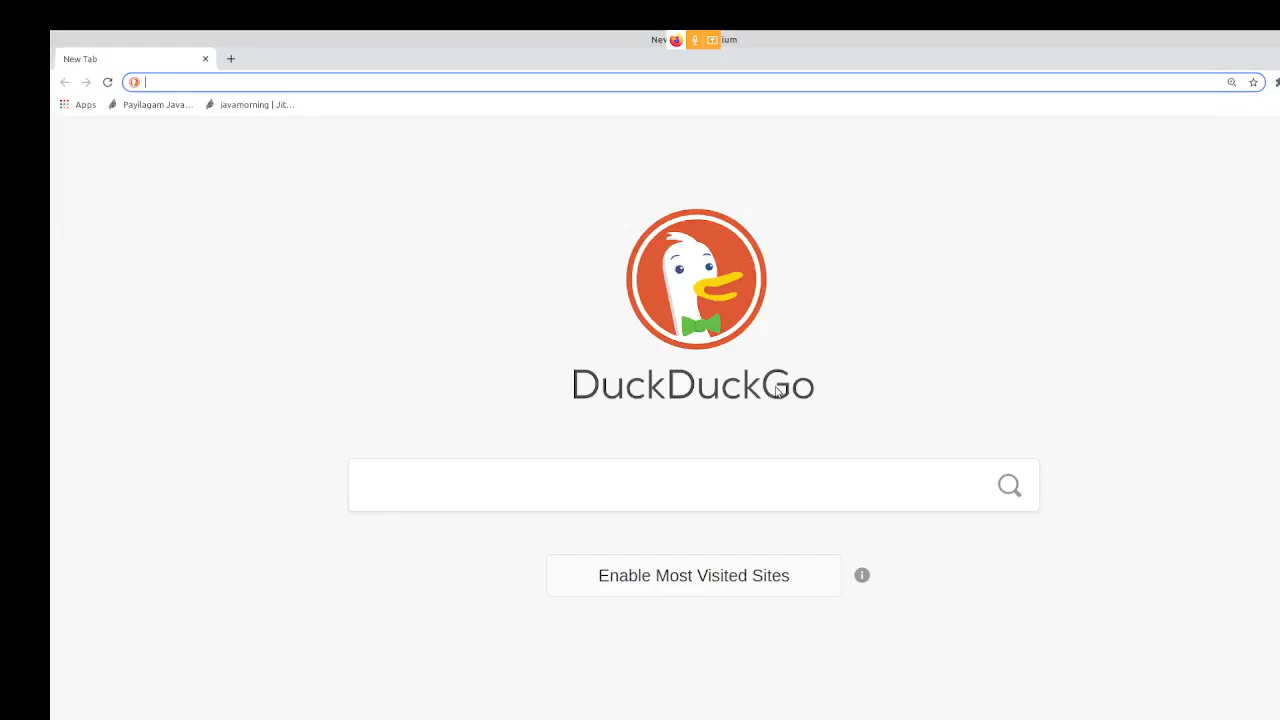 New Tab
Apps
Payilagam Java...
javamorning | Jit...
DuckDuckGo
Enable Most Visited Sites